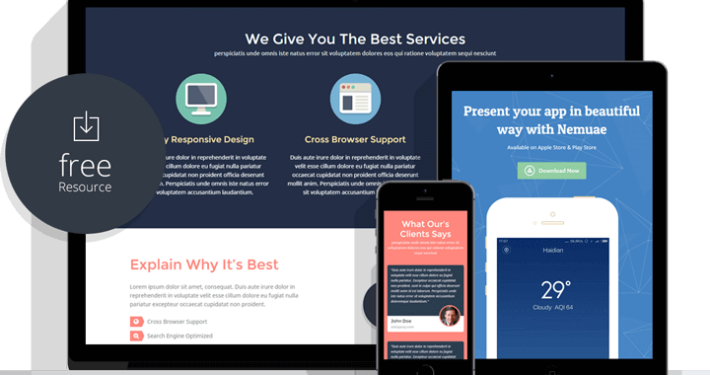 We Give You The Best Services
perspiciatis unde omnis iste natus error sit voluptatem dolores eos qui ratione voluptatem sequi nesciunt
y Responsive Design
Cross Browser Support
aute irure dolor in reprehenderit in voluptate
cillum dolore eu fugiat nulla pariatur
cupidatat non proident officia deserunt
mollit anim. Perspiciatis unde omnis iste natus error
voluptatem accusantium laudantium.
Duis aute irure dolor in reprehenderit in voluptate
velit esse cillum dolore eu fugiat nulla pariatur
occaecat cupidatat non proident officia deserunt
mollit anim. Perspiciatis unde omnis iste natus error
sit voluptatem accusantium laudantium.
free
Resource
Explain Why It's Best
Lorem ipsum dolor sit amet, consequat. Duis aute irure dolor in
reprehenderit in voluptate velit esse cillum dolore eu fugiat nulla
pariatur excepteur occaecat cupidatat non proident.
Cross Browser Support
Search Engine Optimized
What Our's
Clients Says
John Doe
Present your app in beautiful
way with Nemuae
Available on Apple Store & Play Store
Download Now
Haidian
29°
Cloudy AQI 64